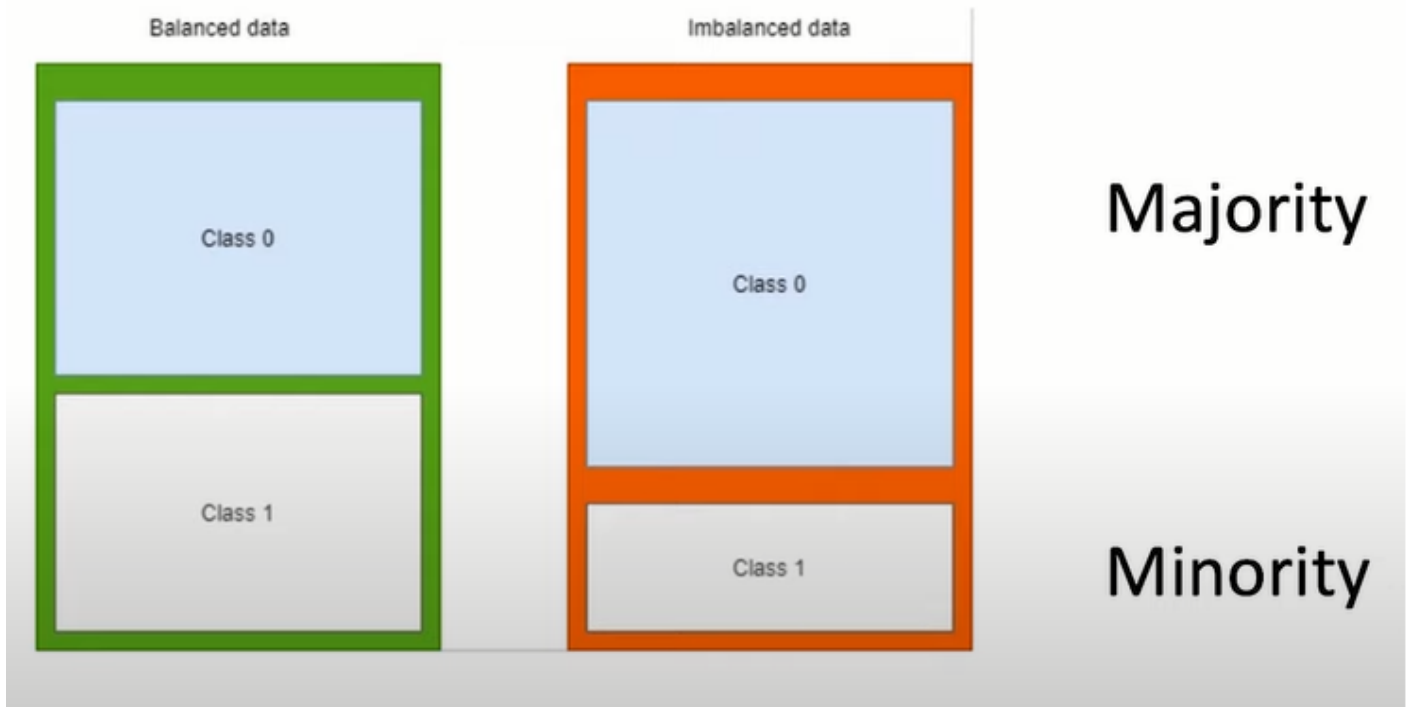 Balanced data
Imbalanced data
Class 0
Class 0
Majority
Class 1
Class 1
Minority